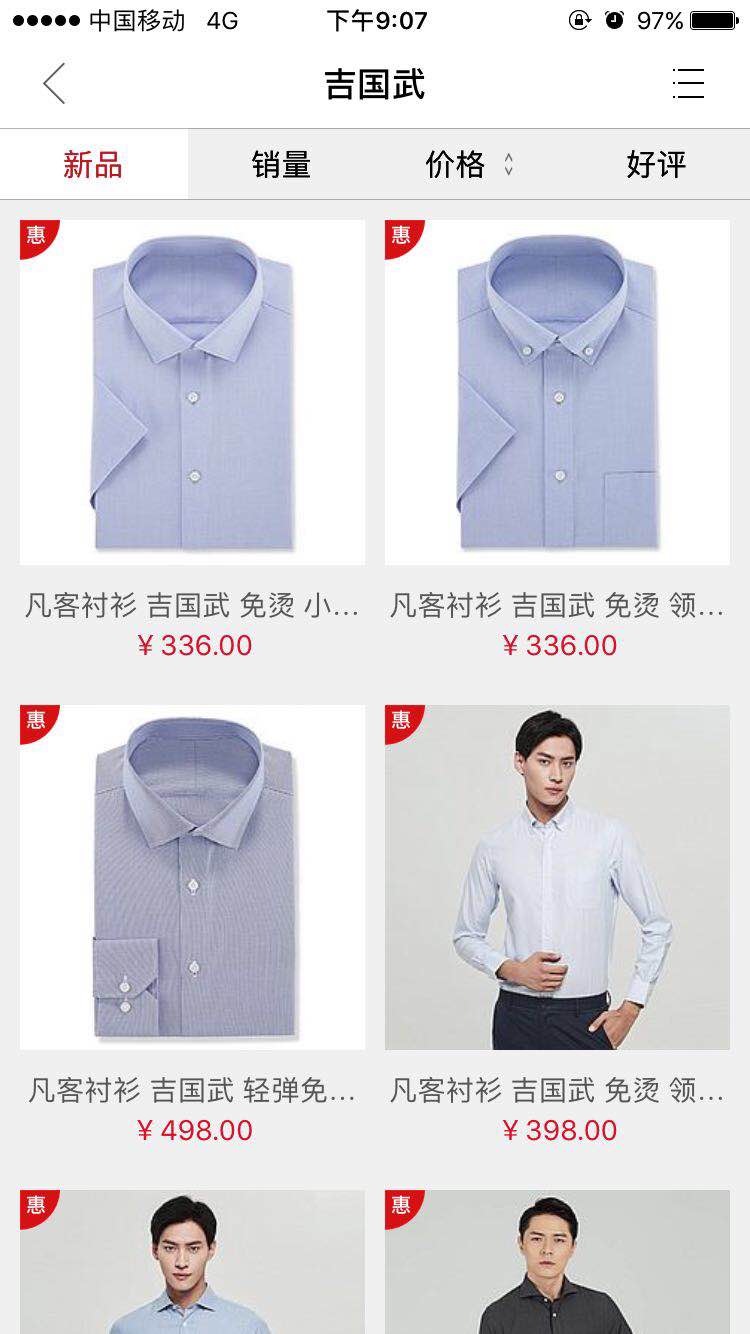 中国移动 4G 下午9:07 97%
吉国武
新品 销量 价格 好评
惠 惠
凡客衬衫 吉国武 免烫 小... 凡客衬衫 吉国武 免烫 领...
¥ 336.00 ¥ 336.00
惠 惠
凡客衬衫 吉国武 轻弹免... 凡客衬衫 吉国武 免烫 领...
¥ 498.00 ¥ 398.00
惠 惠